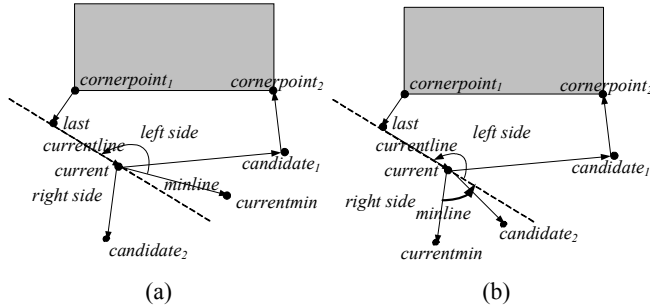 cornerpoint₁
cornerpoint₂
last
currentline
left side
current
candidate₁
right side
minline
currentmin
candidate₂
(a)
cornerpoint₁
cornerpoint₂
last
currentline
left side
current
candidate₁
right side
minline
candidate₂
currentmin
(b)